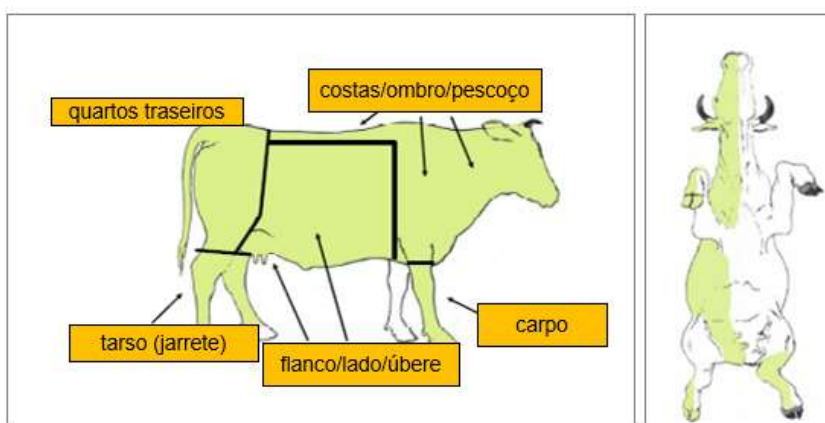 costas/ombro/pescoço
quartos traseiros
carpo
tarso (jarrete)
flanco/lado/úbere